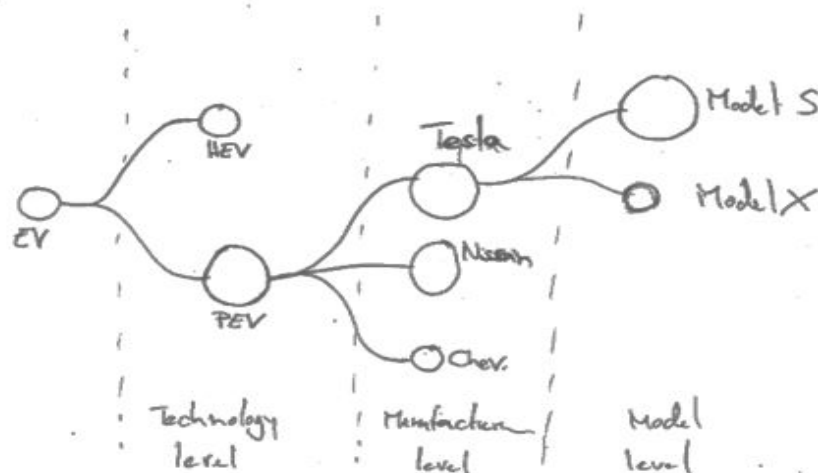 Model S
Tesla
HEV
Model X
EV
Nissan
PEV
Chev.
Technology
level
Manufacturer
level
Model
level